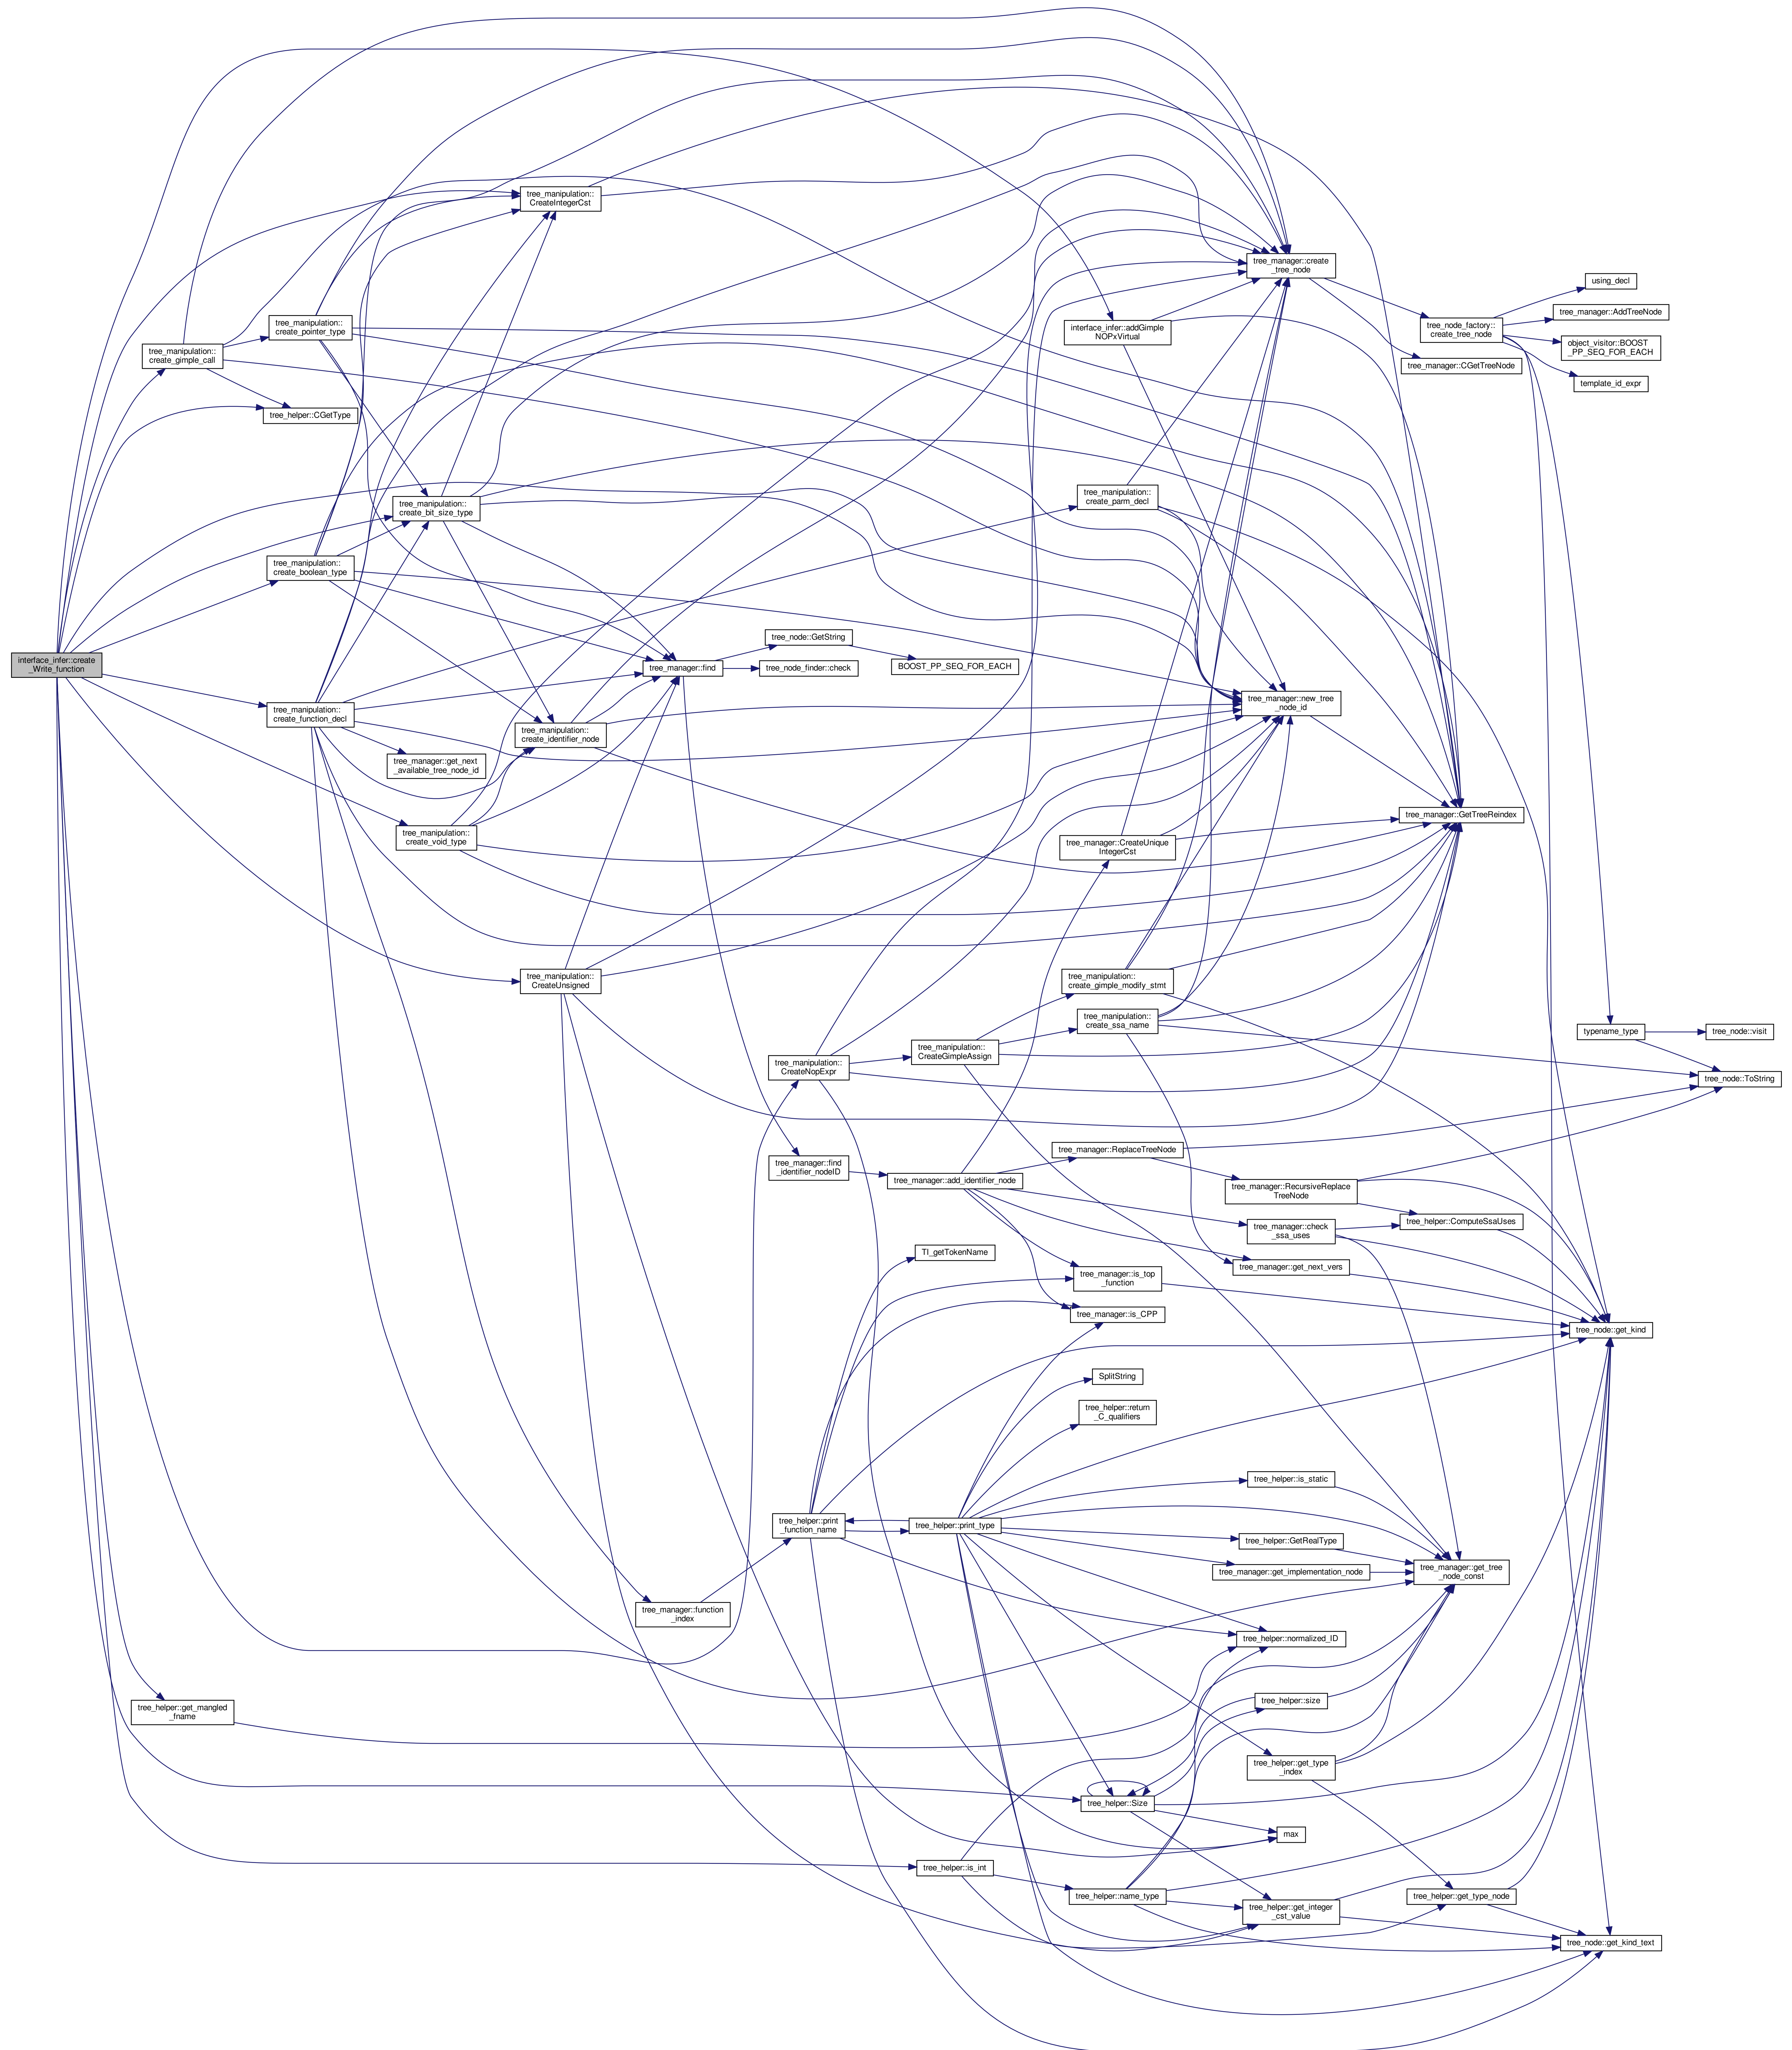 interface_infer::create
_Write_function
tree_manipulation::
create_gimple_call
tree_helper::get_mangled
_fname
tree_manipulation::
create_pointer_type
tree_helper::CGetType
tree_manipulation::
create_boolean_type
tree_manipulation::
create_function_decl
tree_manipulation::
create_bit_size_type
tree_manager::get_next
_available_tree_node_id
tree_manipulation::
create_void_type
tree_manipulation::
CreateIntegerCst
tree_manipulation::
create_identifier_node
tree_manipulation::
CreateUnsigned
tree_manager::find
tree_manager::function
_index
tree_node::GetString
tree_node_finder::check
tree_manipulation::
CreateNopExpr
tree_manager::find
_identifier_nodeID
tree_helper::print
_function_name
BOOST_PP_SEQ_FOR_EACH
tree_manipulation::
CreateGimpleAssign
tree_manager::add_identifier_node
TI_getTokenName
tree_helper::print_type
tree_helper::is_int
interface_infer::addGimple
NOPxVirtual
tree_manipulation::
create_parm_decl
tree_manager::CreateUnique
IntegerCst
tree_manipulation::
create_gimple_modify_stmt
tree_manipulation::
create_ssa_name
tree_manager::ReplaceTreeNode
tree_manager::is_top
_function
tree_manager::is_CPP
SplitString
tree_helper::return
_C_qualifiers
tree_helper::Size
tree_helper::name_type
tree_manager::create
_tree_node
tree_manager::new_tree
_node_id
tree_manager::RecursiveReplace
TreeNode
tree_manager::check
_ssa_uses
tree_manager::get_next_vers
tree_helper::is_static
tree_helper::GetRealType
tree_manager::get_implementation_node
tree_helper::normalized_ID
tree_helper::size
tree_helper::get_type
_index
max
tree_helper::get_integer
_cst_value
tree_node_factory::
create_tree_node
tree_manager::CGetTreeNode
tree_manager::GetTreeReindex
tree_helper::ComputeSsaUses
tree_manager::get_tree
_node_const
tree_helper::get_type_node
using_decl
tree_manager::AddTreeNode
object_visitor::BOOST
_PP_SEQ_FOR_EACH
template_id_expr
typename_type
tree_node::get_kind
tree_node::get_kind_text
tree_node::visit
tree_node::ToString